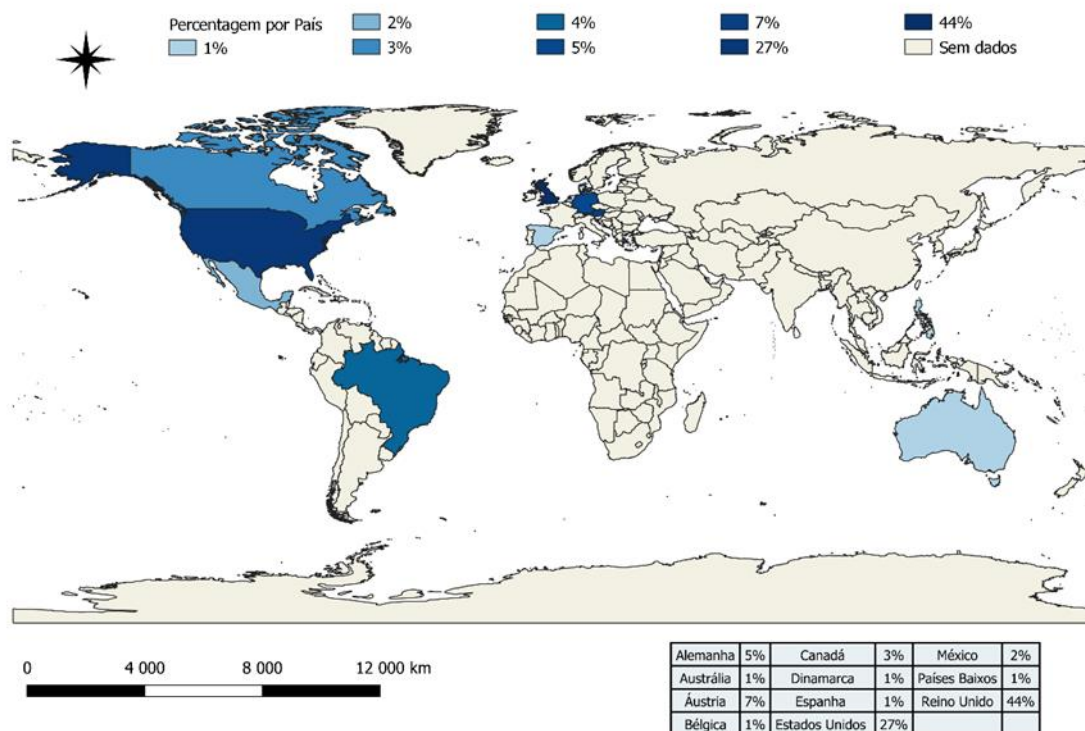 Percentagem por País
1%
2%
3%
4%
5%
7%
27%
44%
Sem dados
0 4 000 8 000 12 000 km
Alemanha 5% Canadá 3% México 2%
Austrália 1% Dinamarca 1% Países Baixos 1%
Áustria 7% Espanha 1% Reino Unido 44%
Bélgica 1% Estados Unidos 27%